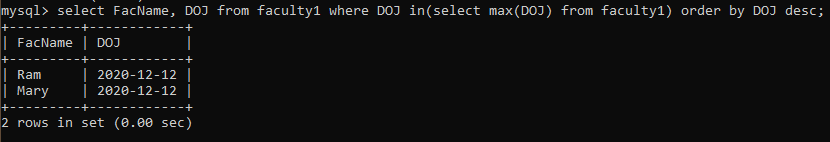 mysql> select FacName, DOJ from faculty1 where DOJ in(select max(DOJ) from faculty1) order by DOJ desc;
+---------+------------+
| FacName | DOJ        |
+---------+------------+
| Ram     | 2020-12-12 |
| Mary    | 2020-12-12 |
+---------+------------+
2 rows in set (0.00 sec)